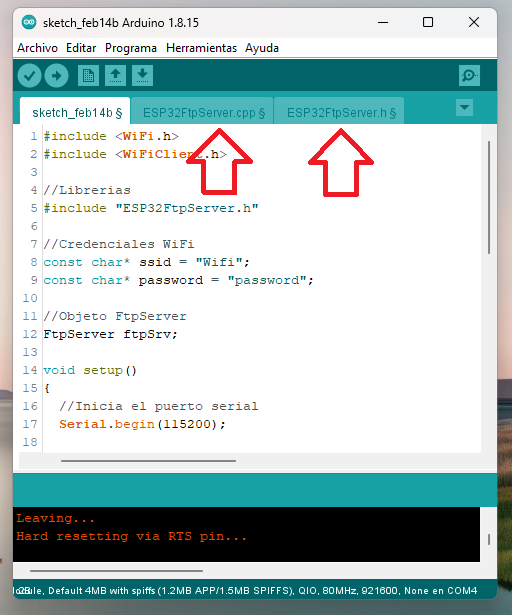 sketch_feb14b Arduino 1.8.15
Archivo Editar Programa Herramientas Ayuda
sketch_feb14b § ESP32FtpServer.cpp § ESP32FtpServer.h §
1 #include <WiFi.h>
2 #include <WiFiClient.h>
3
4 //Librerias
5 #include "ESP32FtpServer.h"
6
7 //Credenciales WiFi
8 const char* ssid = "Wifi";
9 const char* password = "password";
10
11 //Objeto FtpServer
12 FtpServer ftpSrv;
13
14 void setup()
15 {
16 //Inicia el puerto serial
17 Serial.begin(115200);
18
Leaving...
Hard resetting via RTS pin...
Default 4MB with spiffs (1.2MB APP/1.5MB SPIFFS), QIO, 80MHz, 921600, None en COM4